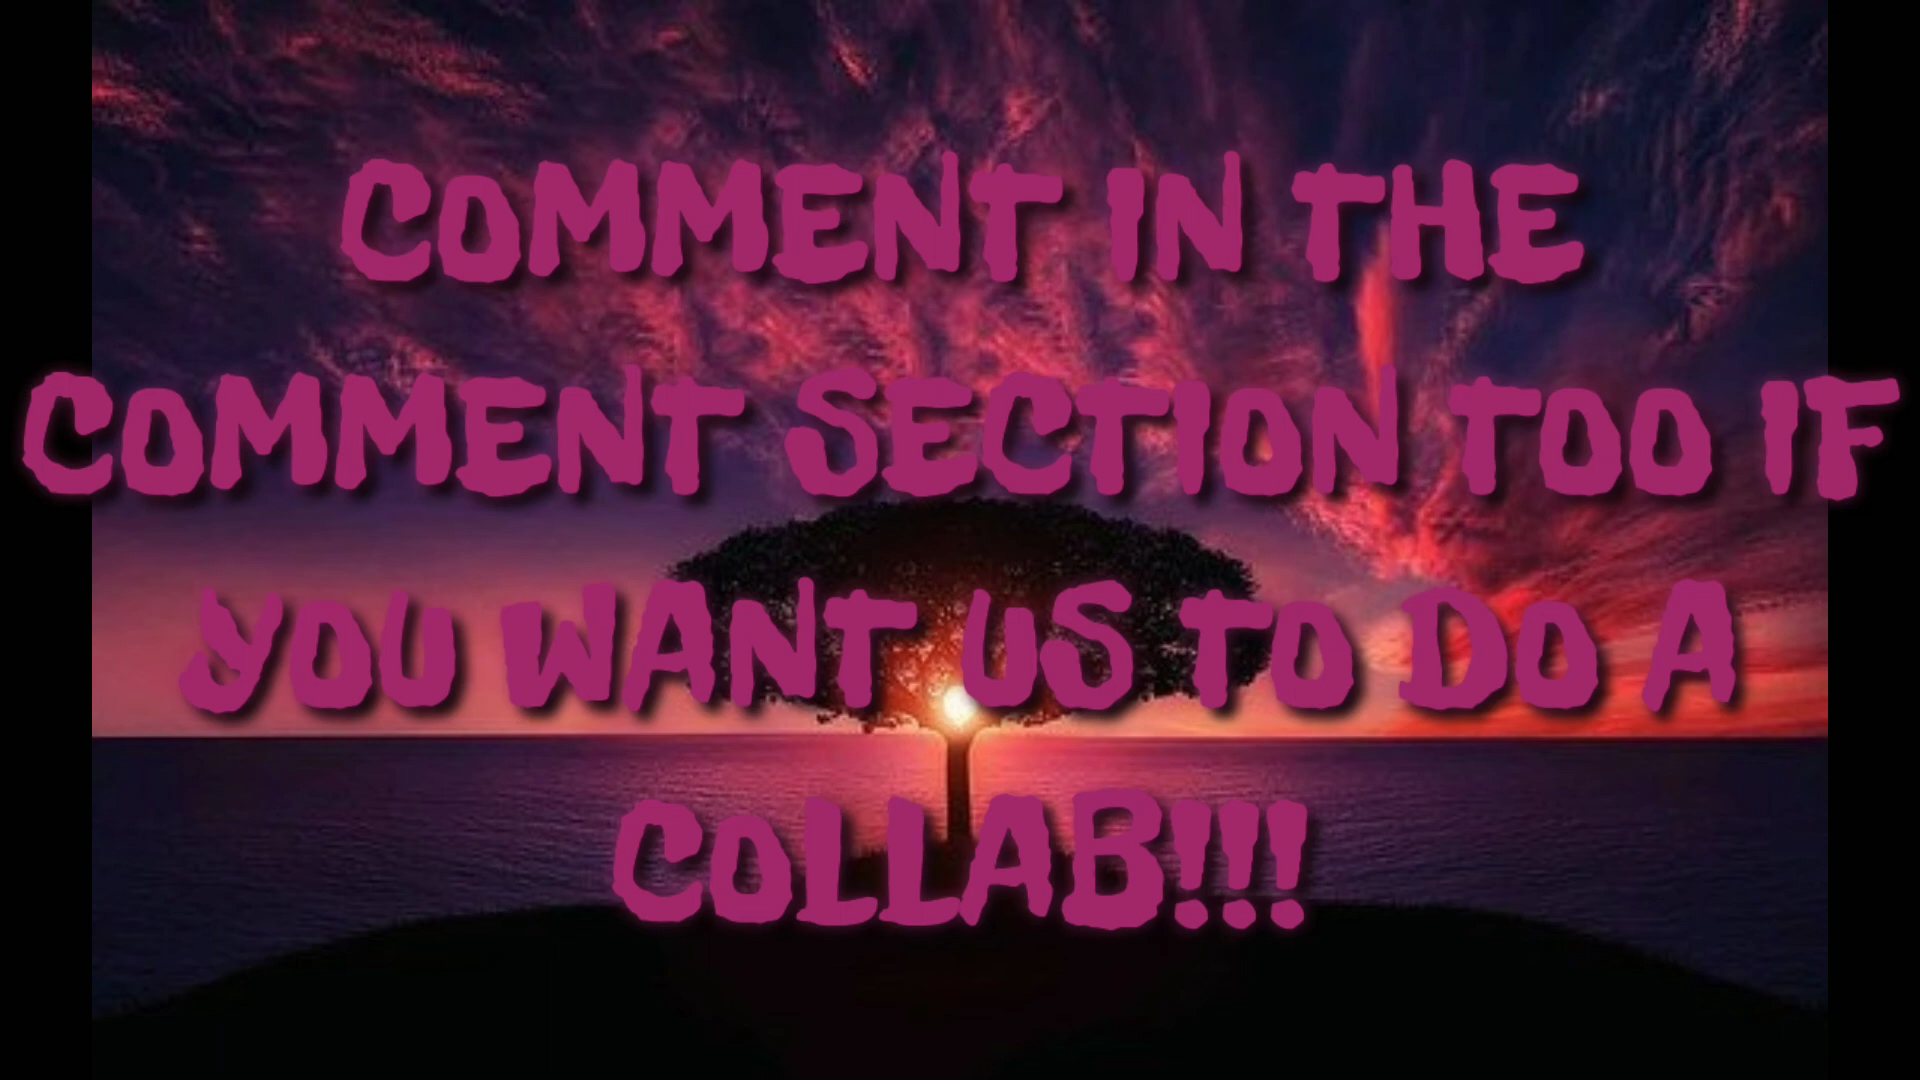 COMMENT IN THE
COMMENT SECTION TOO IF
YOU WANT US TO DO A
COLLAB!!!